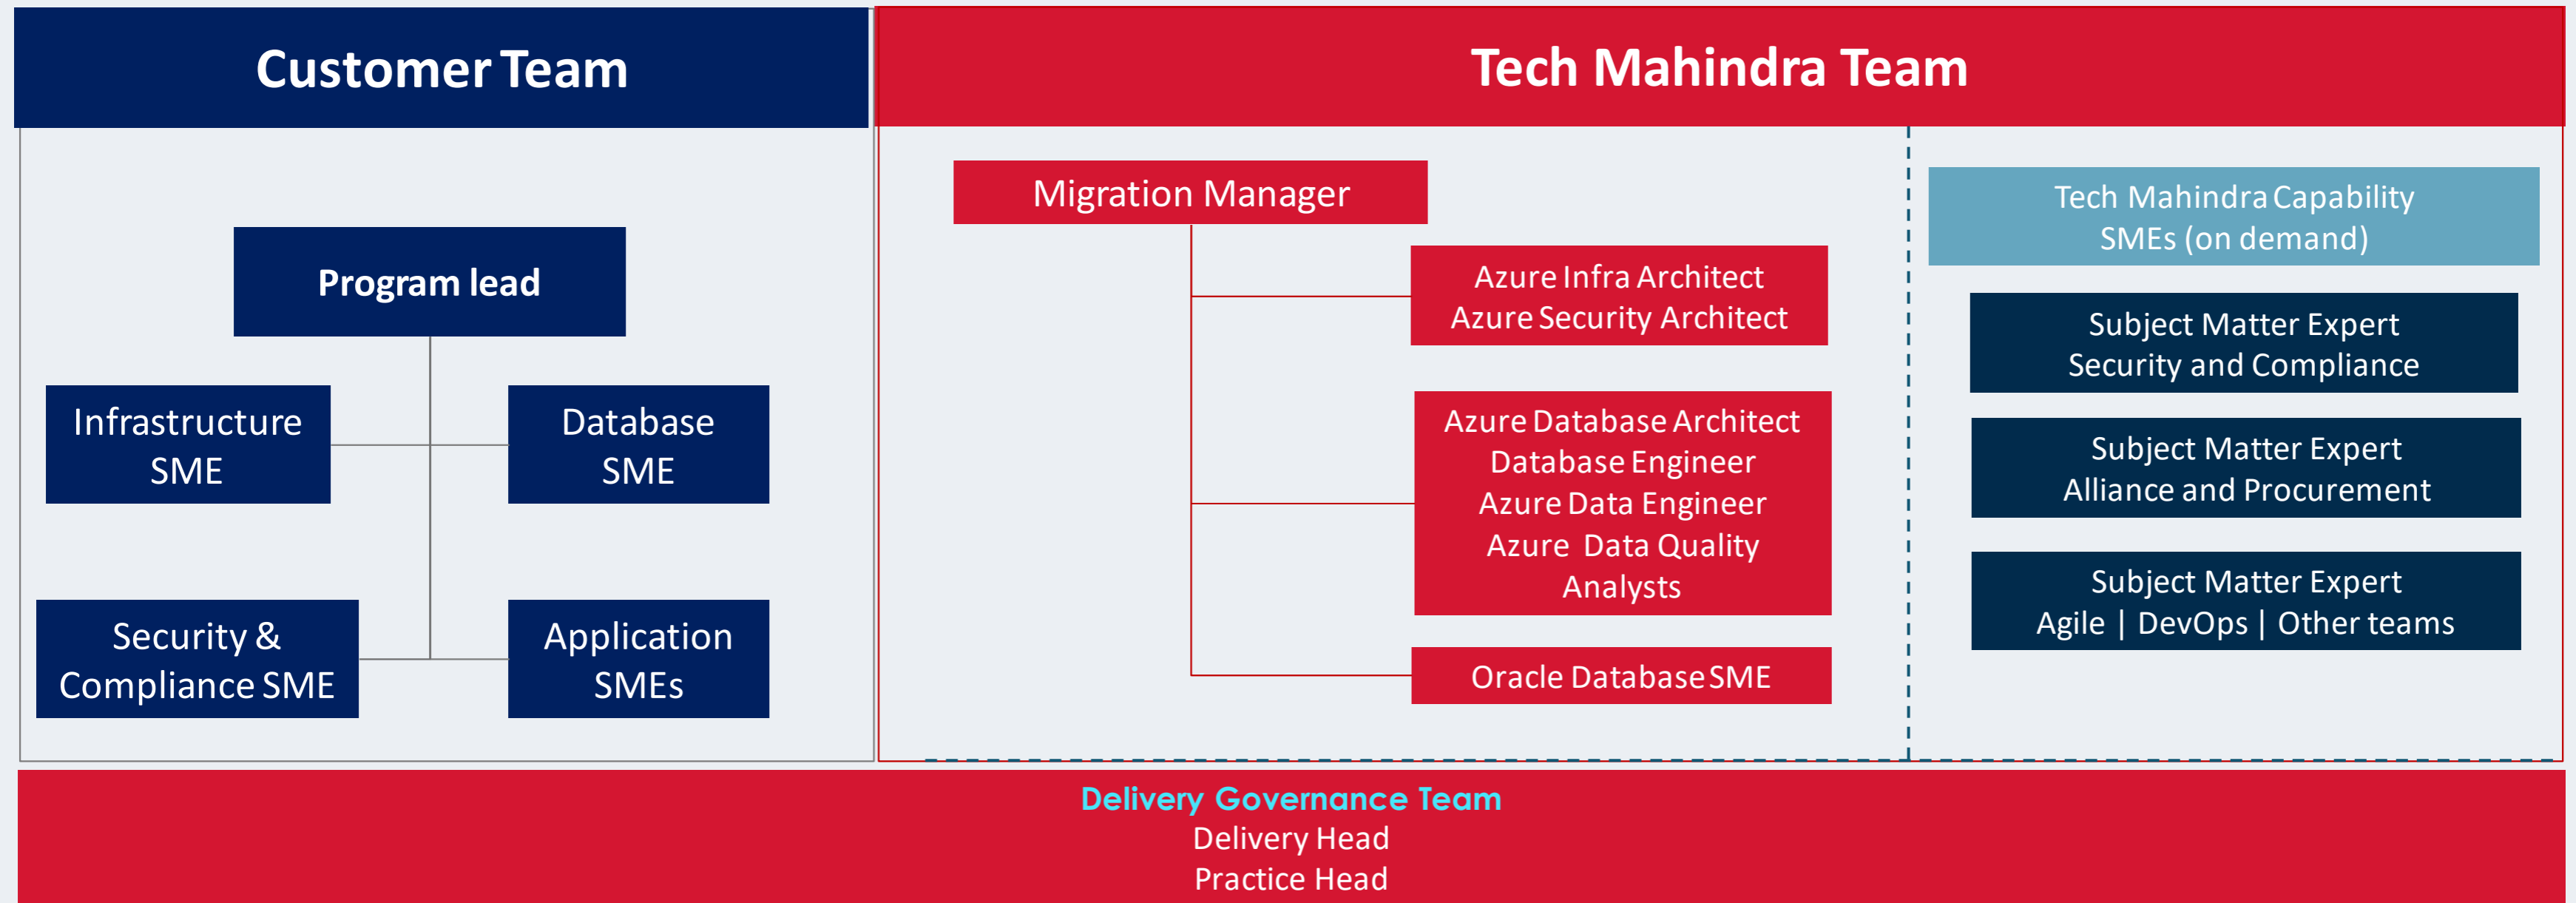 Customer Team
Tech Mahindra Team
Program lead
Infrastructure
SME
Database
SME
Security &
Compliance SME
Application
SMEs
Migration Manager
Azure Infra Architect
Azure Security Architect
Azure Database Architect
Database Engineer
Azure Data Engineer
Azure Data Quality
Analysts
Oracle Database SME
Tech Mahindra Capability
SMEs (on demand)
Subject Matter Expert
Security and Compliance
Subject Matter Expert
Alliance and Procurement
Subject Matter Expert
Agile | DevOps | Other teams
Delivery Governance Team
Delivery Head
Practice Head